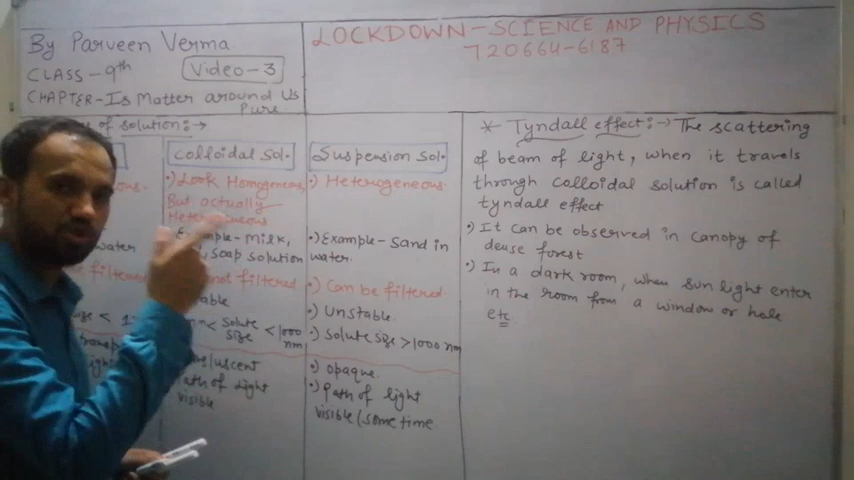 By Parveen Verma
CLASS-9th
Video-3
CHAPTER-Is Matter around Us
Pure
LOCKDOWN-SCIENCE AND PHYSICS
720664-6187
of solution:→
Colloidal Sol.
•) Look Homogeneous,
But actually
Heterogeneous
Milk,
, soap solution
not filtered
< Solute < 1000
size nm
Path of light
visible
Suspension Sol.
•) Heterogeneous.
•) Example- Sand in
water.
•) Can be filtered.
•) Unstable.
•) Solute size >1000 nm
•) Opaque.
•) Path of light
visible (some time
water
* Tyndall effect:→ The scattering
of beam of light, when it travels
through colloidal solution is called
tyndall effect
•) It can be observed in canopy of
dense forest
•) In a dark room, when sun light enter
in the room from a window or hole
etc